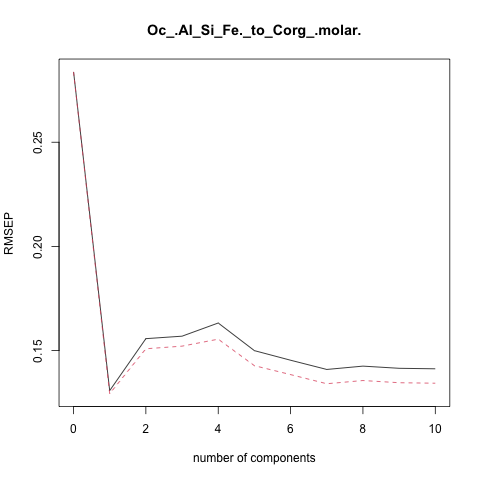 Oc_.Al_Si_Fe._to_Corg_.molar.
RMSEP
0.25
0.20
0.15
0 2 4 6 8 10
number of components